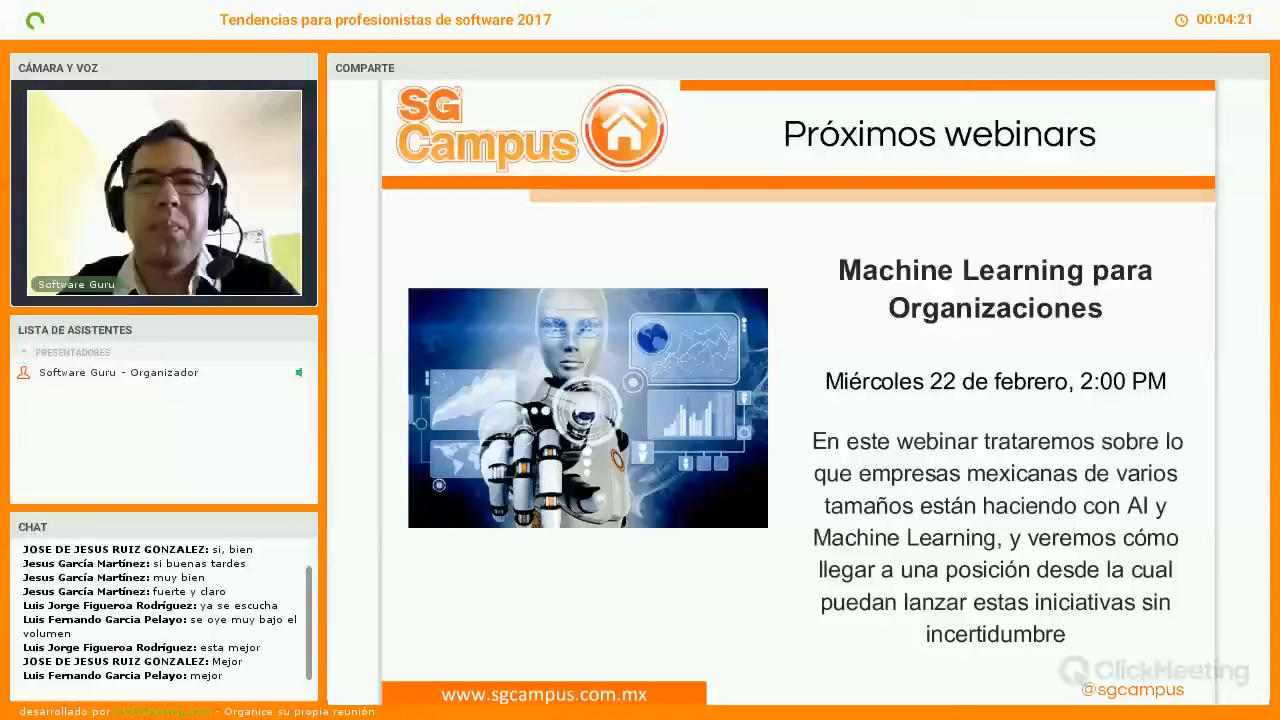 Tendencias para profesionistas de software 2017
00:04:21
CÁMARA Y VOZ
Software Guru
LISTA DE ASISTENTES
PRESENTADORES
Software Guru - Organizador
CHAT
JOSE DE JESUS RUIZ GONZALEZ: si, bien
Jesus García Martínez: si buenas tardes
Jesus García Martínez: muy bien
Jesus García Martínez: fuerte y claro
Luis Jorge Figueroa Rodríguez: ya se escucha
Luis Fernando Garcia Pelayo: se oye muy bajo el
volumen
Luis Jorge Figueroa Rodríguez: esta mejor
JOSE DE JESUS RUIZ GONZALEZ: Mejor
Luis Fernando Garcia Pelayo: mejor
desarrollado por ClickMeeting.com - Organice su propia reunión
COMPARTE
SG
Campus
Próximos webinars
Machine Learning para
Organizaciones
Miércoles 22 de febrero, 2:00 PM
En este webinar trataremos sobre lo
que empresas mexicanas de varios
tamaños están haciendo con AI y
Machine Learning, y veremos cómo
llegar a una posición desde la cual
puedan lanzar estas iniciativas sin
incertidumbre
www.sgcampus.com.mx
ClickMeeting
@sgcampus